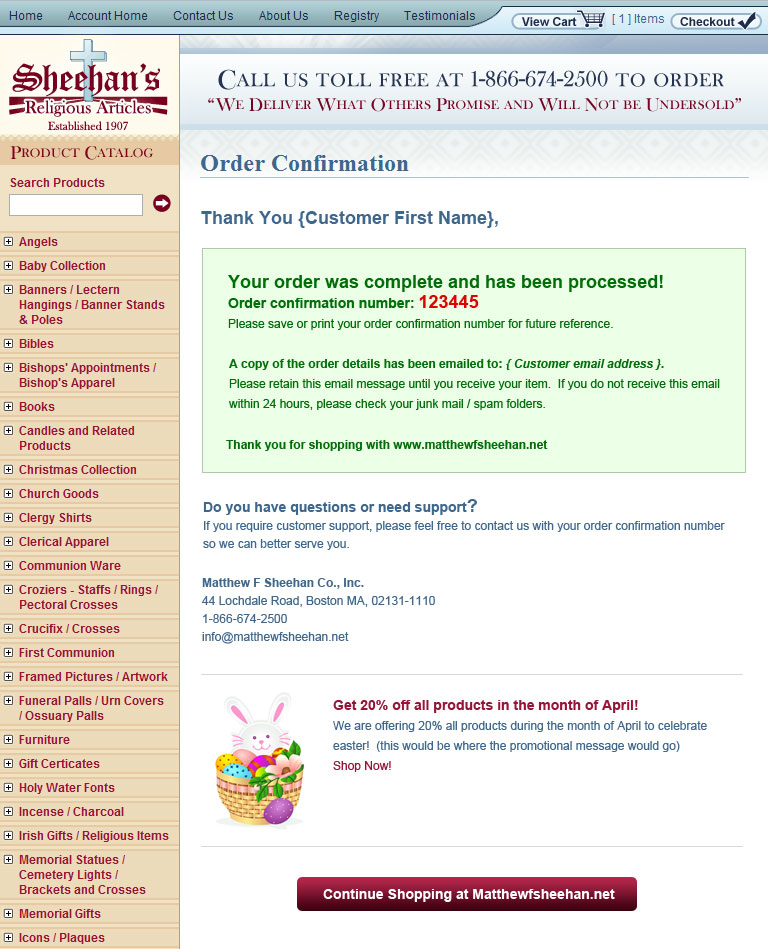 Home Account Home Contact Us About Us Registry Testimonials View Cart [ 1 ] Items Checkout
Sheehan's
Religious Articles
Established 1907
CALL US TOLL FREE AT 1-866-674-2500 TO ORDER
“WE DELIVER WHAT OTHERS PROMISE AND WILL NOT BE UNDERSOLD”
PRODUCT CATALOG
Search Products
Angels
Baby Collection
Banners / Lectern
Hangings / Banner Stands
& Poles
Bibles
Bishops' Appointments /
Bishop's Apparel
Books
Candles and Related
Products
Christmas Collection
Church Goods
Clergy Shirts
Clerical Apparel
Communion Ware
Croziers - Staffs / Rings /
Pectoral Crosses
Crucifix / Crosses
First Communion
Framed Pictures / Artwork
Funeral Palls / Urn Covers
/ Ossuary Palls
Furniture
Gift Certicates
Holy Water Fonts
Incense / Charcoal
Irish Gifts / Religious Items
Memorial Statues /
Cemetery Lights /
Brackets and Crosses
Memorial Gifts
Icons / Plaques
Order Confirmation
Thank You {Customer First Name},
Your order was complete and has been processed!
Order confirmation number: 123445
Please save or print your order confirmation number for future reference.
A copy of the order details has been emailed to: { Customer email address }.
Please retain this email message until you receive your item. If you do not receive this email
within 24 hours, please check your junk mail / spam folders.
Thank you for shopping with www.matthewfsheehan.net
Do you have questions or need support?
If you require customer support, please feel free to contact us with your order confirmation number
so we can better serve you.
Matthew F Sheehan Co., Inc.
44 Lochdale Road, Boston MA, 02131-1110
1-866-674-2500
info@matthewfsheehan.net
Get 20% off all products in the month of April!
We are offering 20% all products during the month of April to celebrate
easter! (this would be where the promotional message would go)
Shop Now!
Continue Shopping at Matthewfsheehan.net